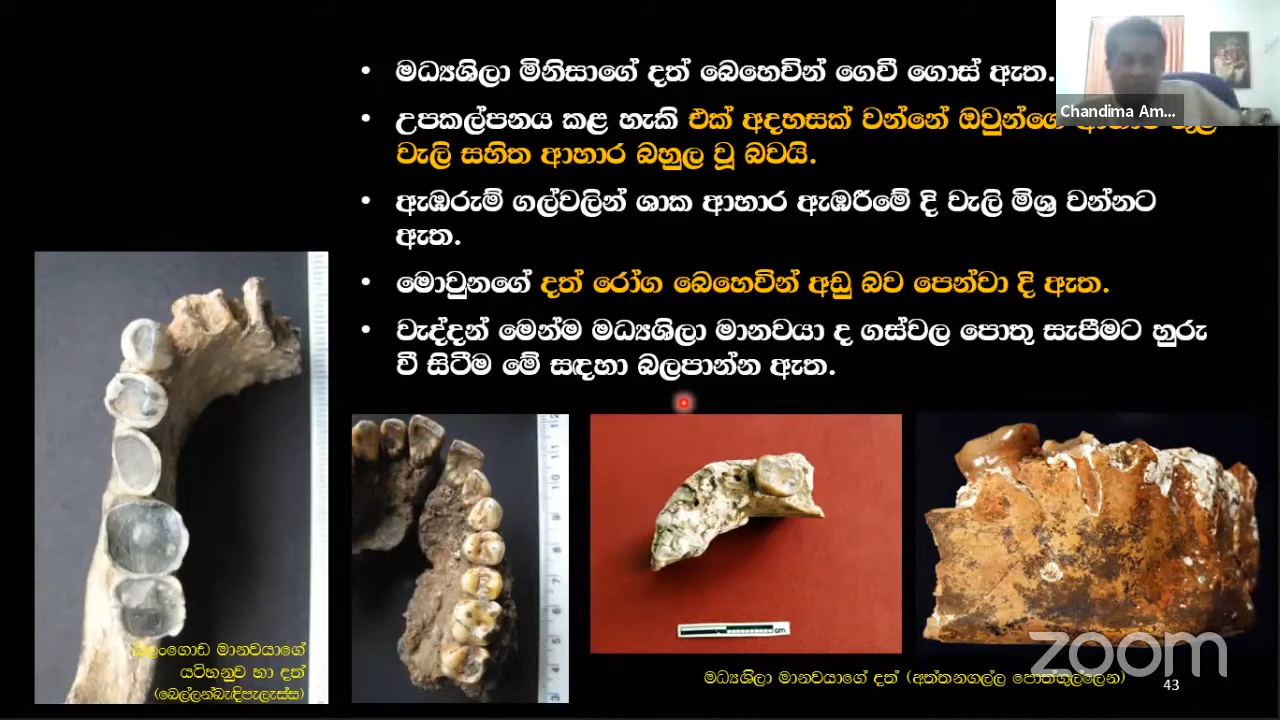 • මධ්‍යශිලා මිනිසාගේ දත් බෙහෙවින් ගෙවී ගොස් ඇත.
• උපකල්පනය කළ හැකි එක් අදහසක් වන්නේ ඔවුන්ගේ
වැලි සහිත ආහාර බහුල වූ බවයි.
• ඇඹරුම් ගල්වලින් ශාක ආහාර ඇඹරීමේ දි වැලි මිශ්‍ර වන්නට
ඇත.
• මොවුනගේ දත් රෝග බෙහෙවින් අඩු බව පෙන්වා දි ඇත.
• වැද්දන් මෙන්ම මධ්‍යශිලා මානවයා ද ගස්වල පොතු සැපීමට හුරු
වී සිටීම මේ සඳහා බලපාන්න ඇත.
Chandima Am...
බලංගොඩ මානවයාගේ
යටිහනුව හා දත්
(බෙල්ලන්බැඳිපැලැස්ස)
cm
මධ්‍යශිලා මානවයාගේ දත් (අත්තනගල්ල පොත්ගුල්ලෙන)
zoom
43